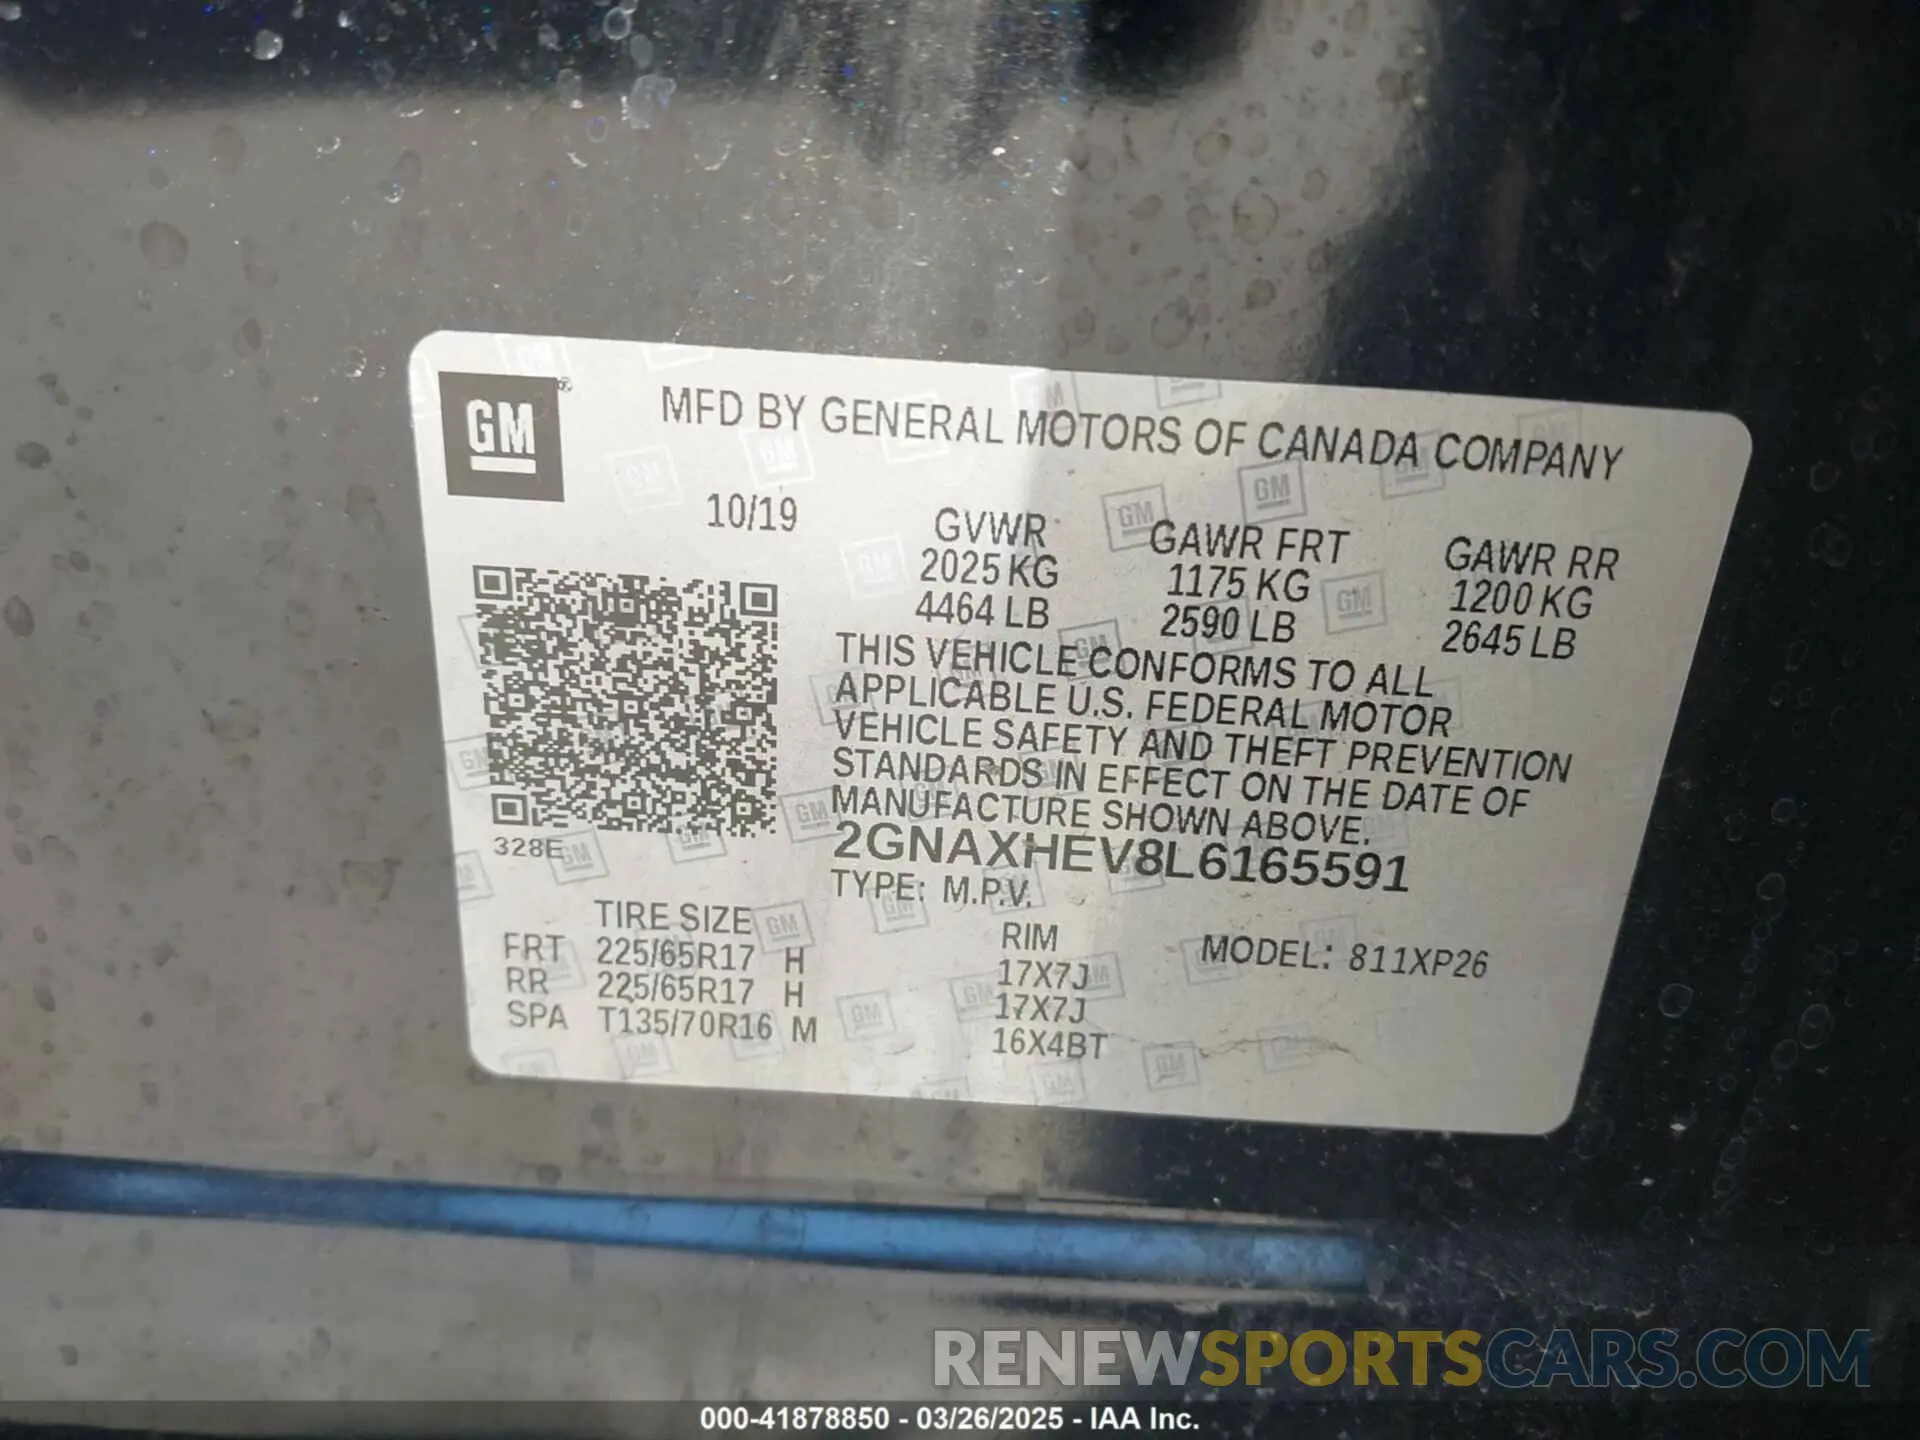 GM
MFD BY GENERAL MOTORS OF CANADA COMPANY
10/19
GVWR GAWR FRT GAWR RR
2025 KG 1175 KG 1200 KG
4464 LB 2590 LB 2645 LB
THIS VEHICLE CONFORMS TO ALL
APPLICABLE U.S. FEDERAL MOTOR
VEHICLE SAFETY AND THEFT PREVENTION
STANDARDS IN EFFECT ON THE DATE OF
MANUFACTURE SHOWN ABOVE.
328E
2GNAXHEV8L6165591
TYPE: M.P.V.
TIRE SIZE RIM MODEL: 811XP26
FRT 225/65R17 H 17X7J
RR 225/65R17 H 17X7J
SPA T135/70R16 M 16X4BT
RENEWSPORTSCARS.COM
000-41878850 - 03/26/2025 - IAA Inc.